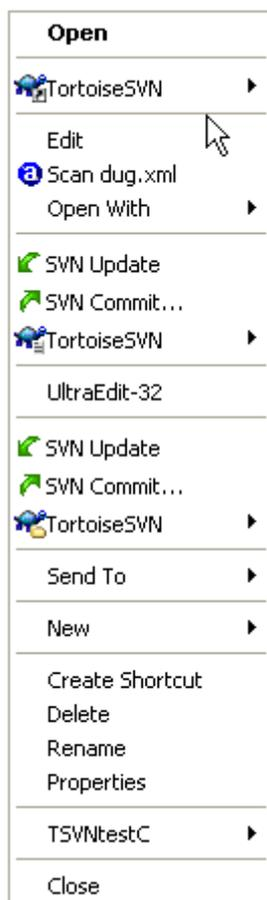 Open
TortoiseSVN
Edit
Scan dug.xml
Open With
SVN Update
SVN Commit...
TortoiseSVN
UltraEdit-32
SVN Update
SVN Commit...
TortoiseSVN
Send To
New
Create Shortcut
Delete
Rename
Properties
TSVNtestC
Close